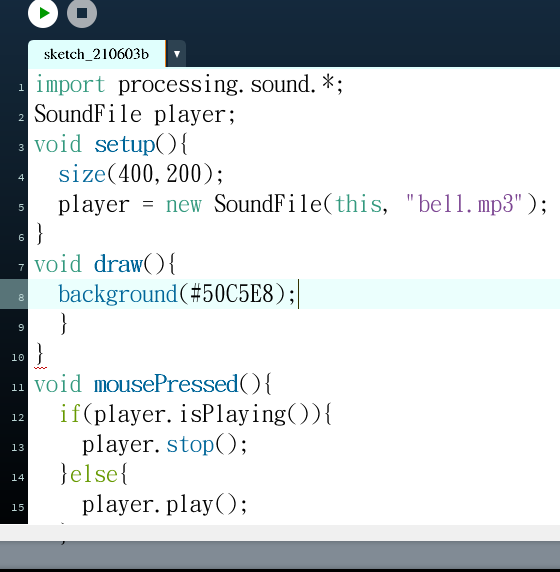 sketch_210603b ▼
1 import processing.sound.*;
2 SoundFile player;
3 void setup(){
4 size(400,200);
5 player = new SoundFile(this, "bell.mp3");
6 }
7 void draw(){
8 background(#50C5E8);
9 }
10 }
11 void mousePressed(){
12 if(player.isPlaying()){
13 player.stop();
14 }else{
15 player.play();